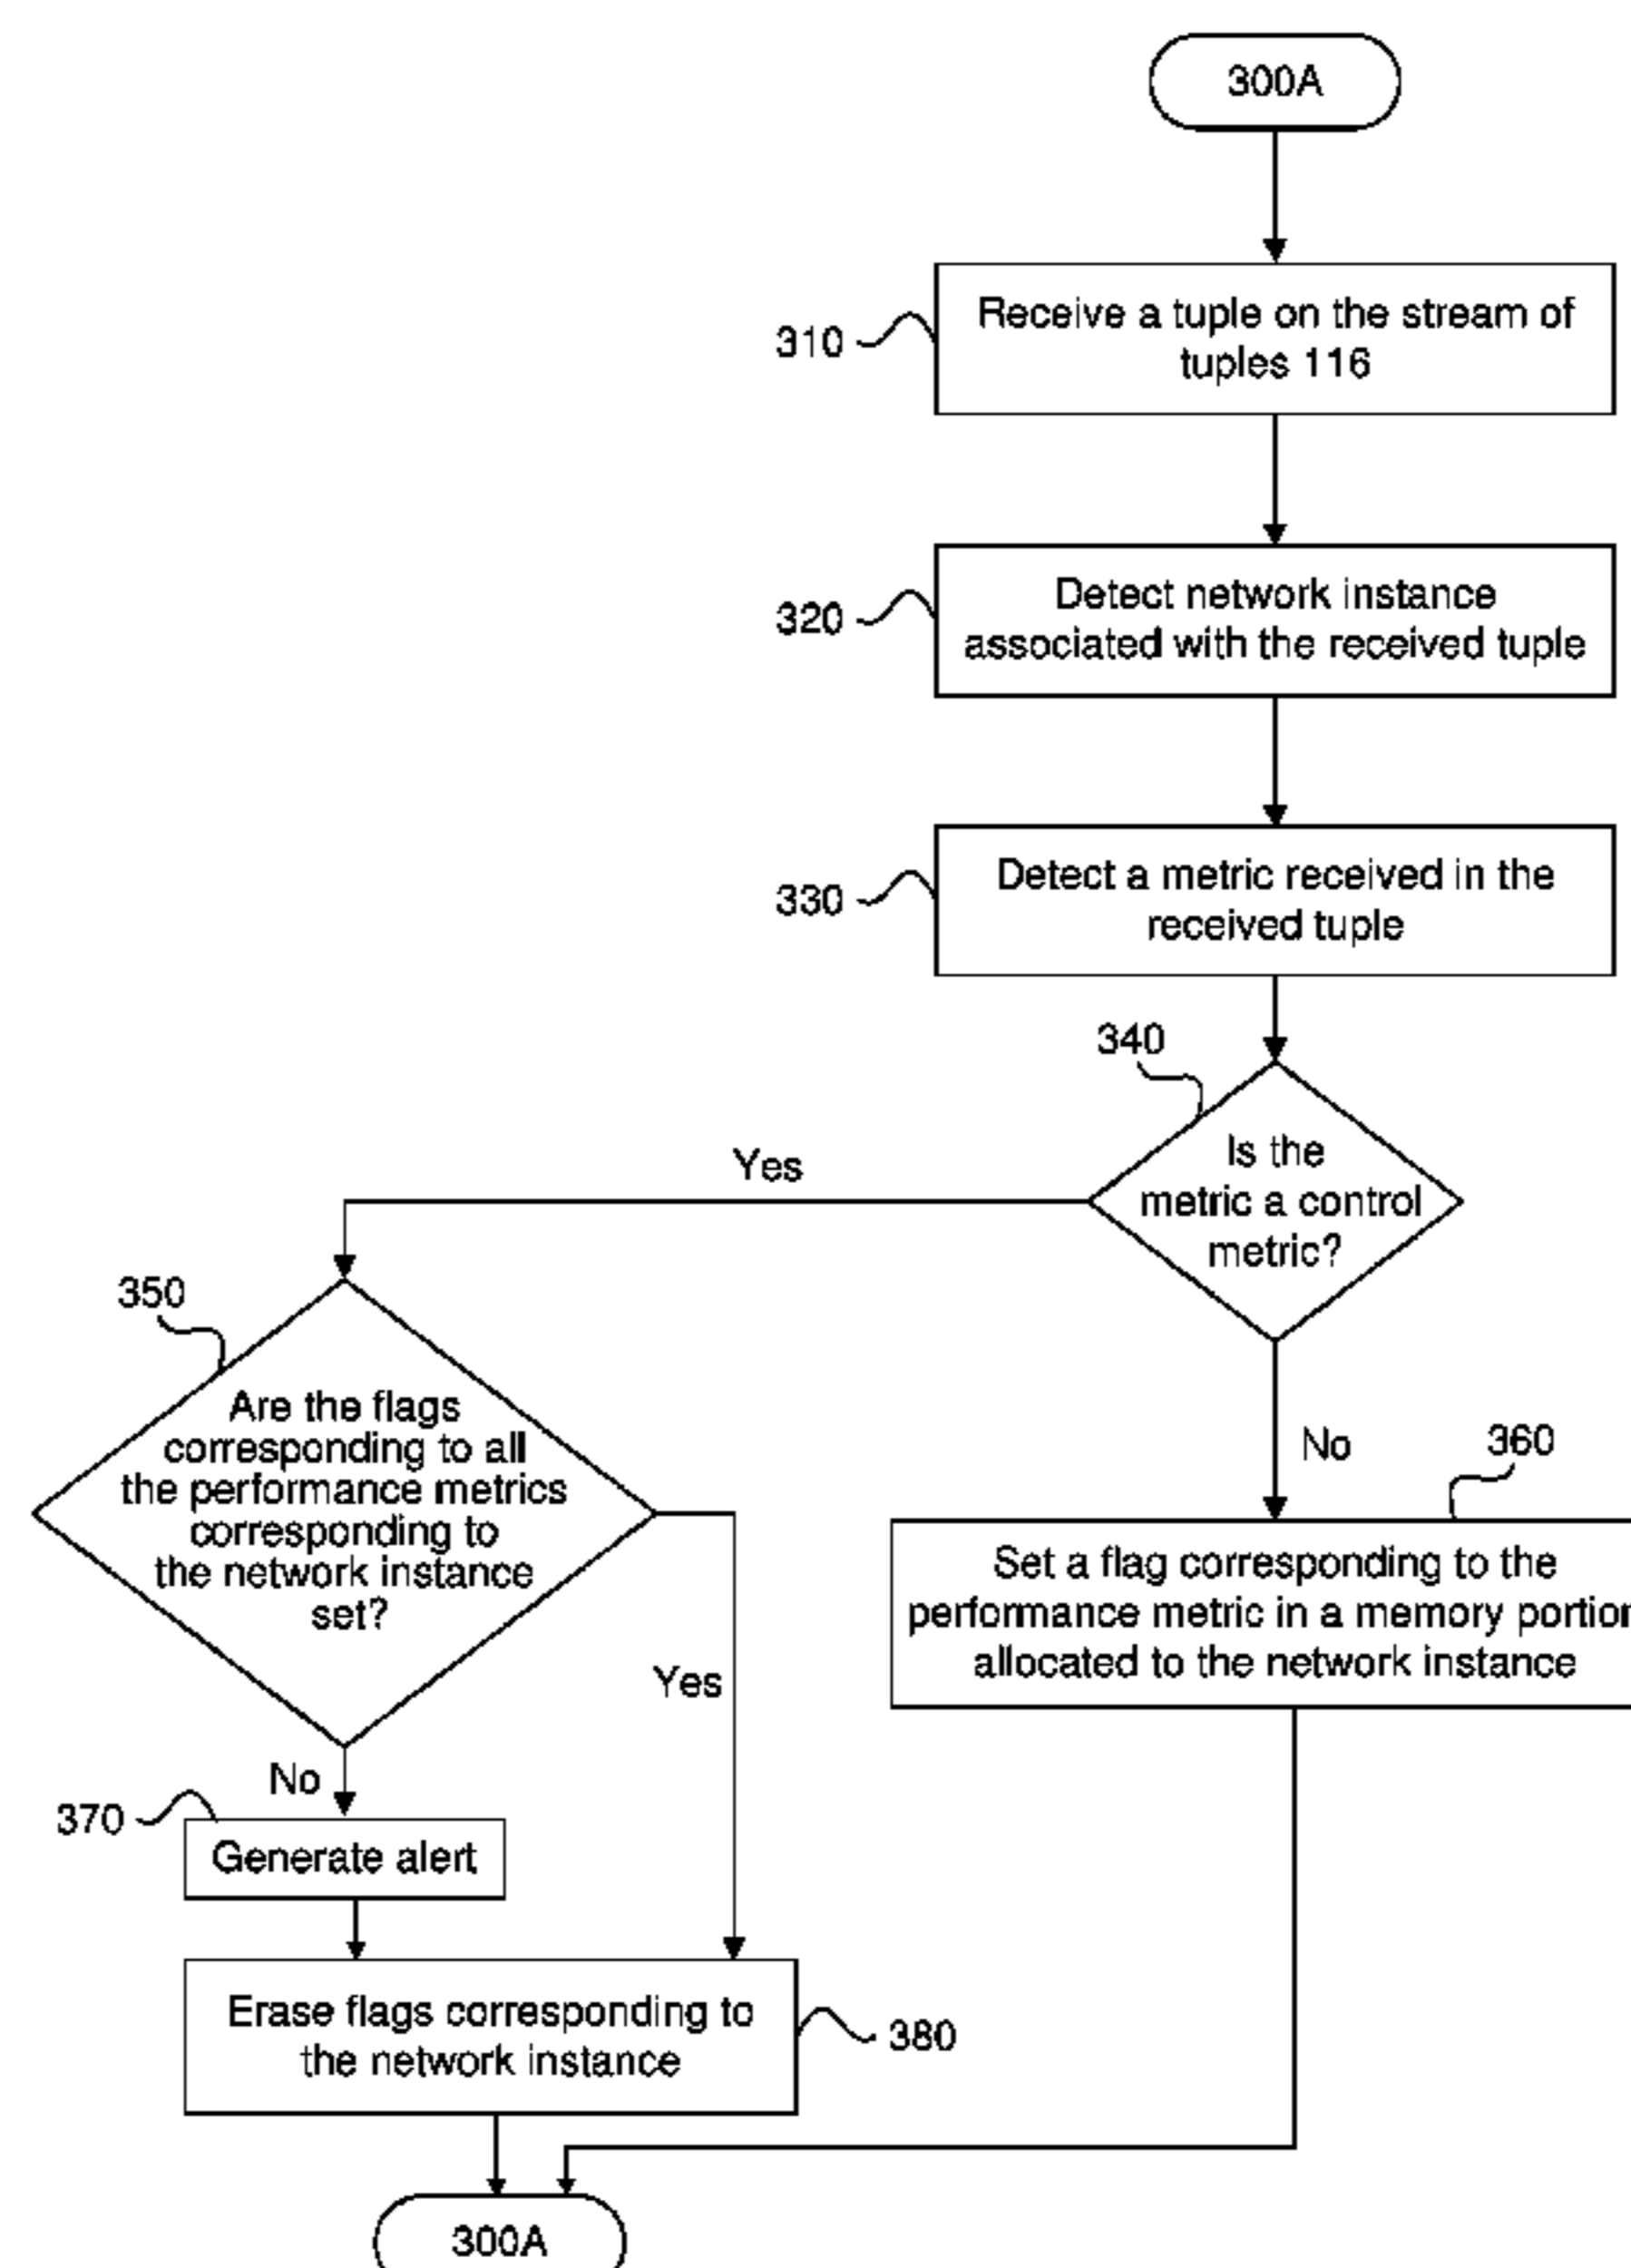 300A
310
Receive a tuple on the stream of
tuples 116
320
Detect network instance
associated with the received tuple
330
Detect a metric received in the
received tuple
340
Is the
metric a control
metric?
Yes
350
Are the flags
corresponding to all
the performance metrics
corresponding to
the network instance
set?
No
360
Set a flag corresponding to the
performance metric in a memory portion
allocated to the network instance
Yes
No
370
Generate alert
Erase flags corresponding to
the network instance
380
300A